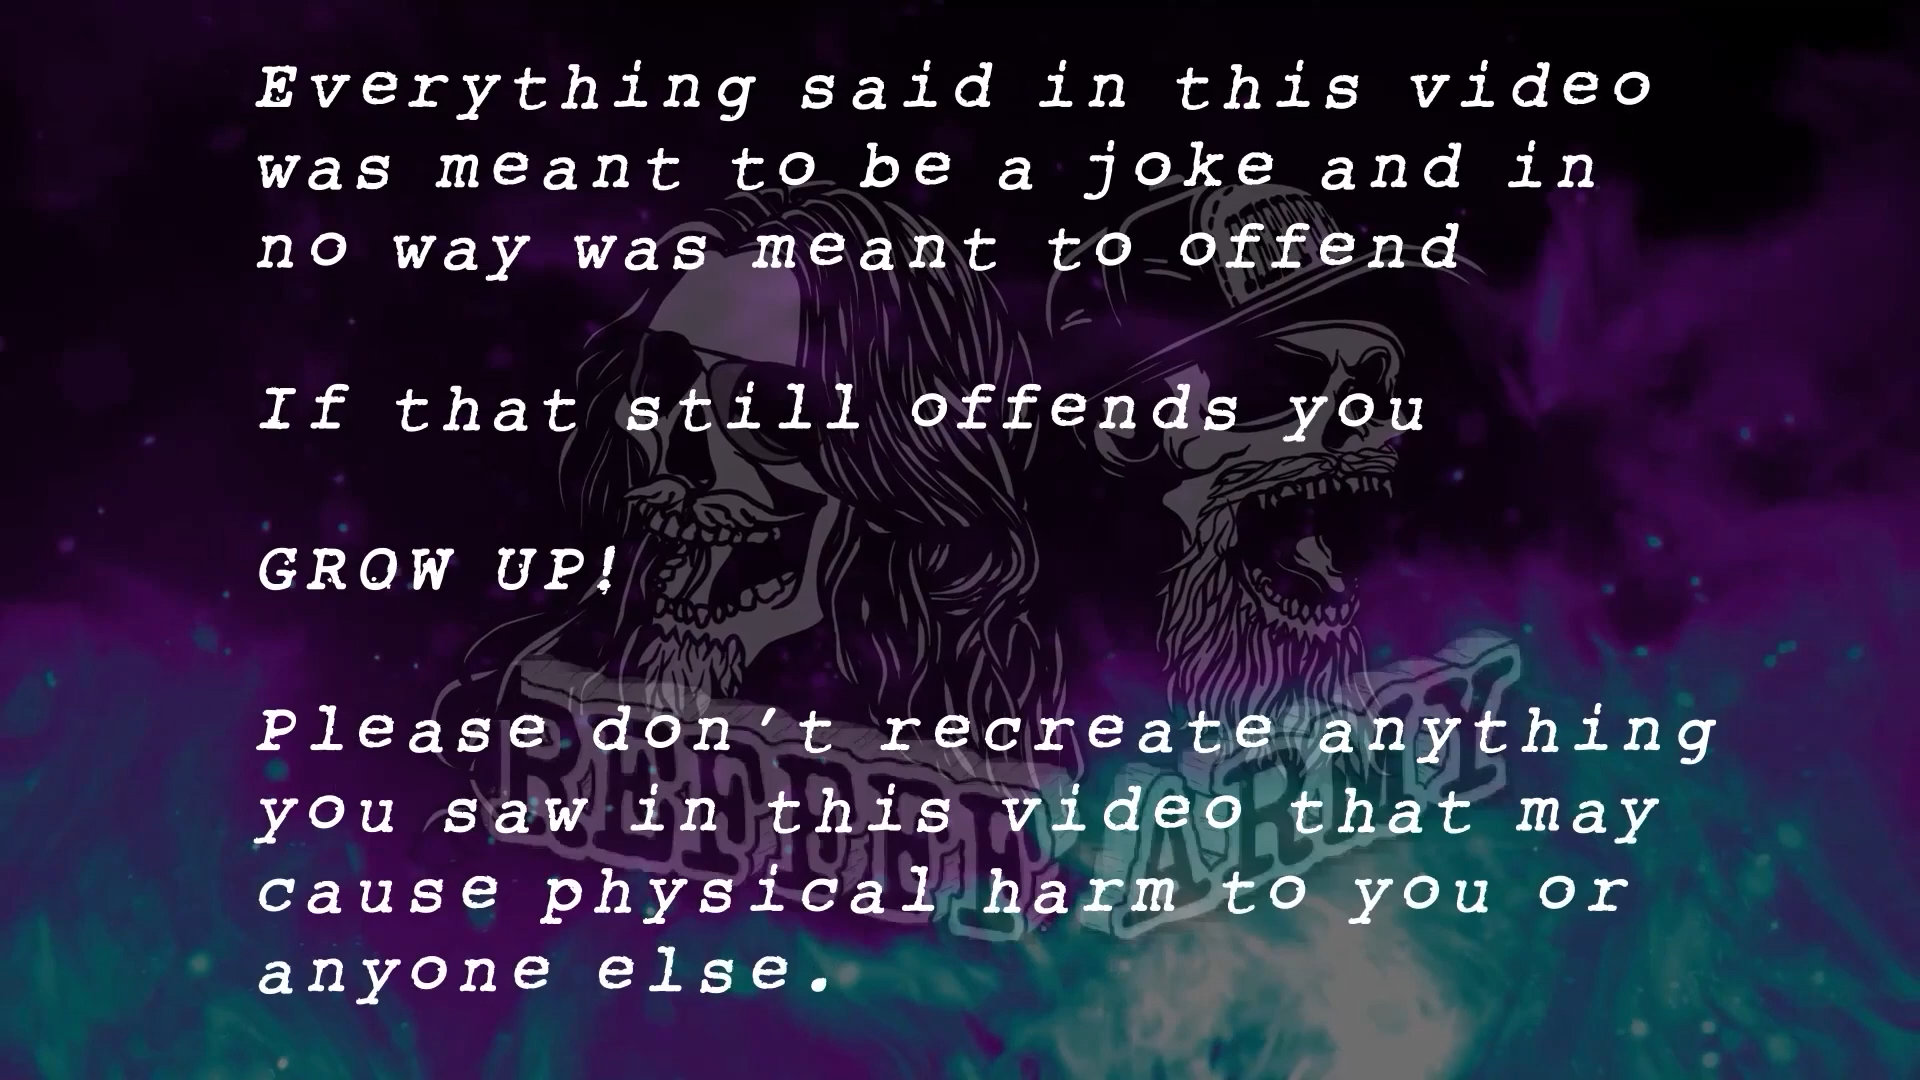 Everything said in this video
was meant to be a joke and in
no way was meant to offend
If that still offends you
GROW UP!
Please don't recreate anything
you saw in this video that may
cause physical harm to you or
anyone else.
REBEL ARMY